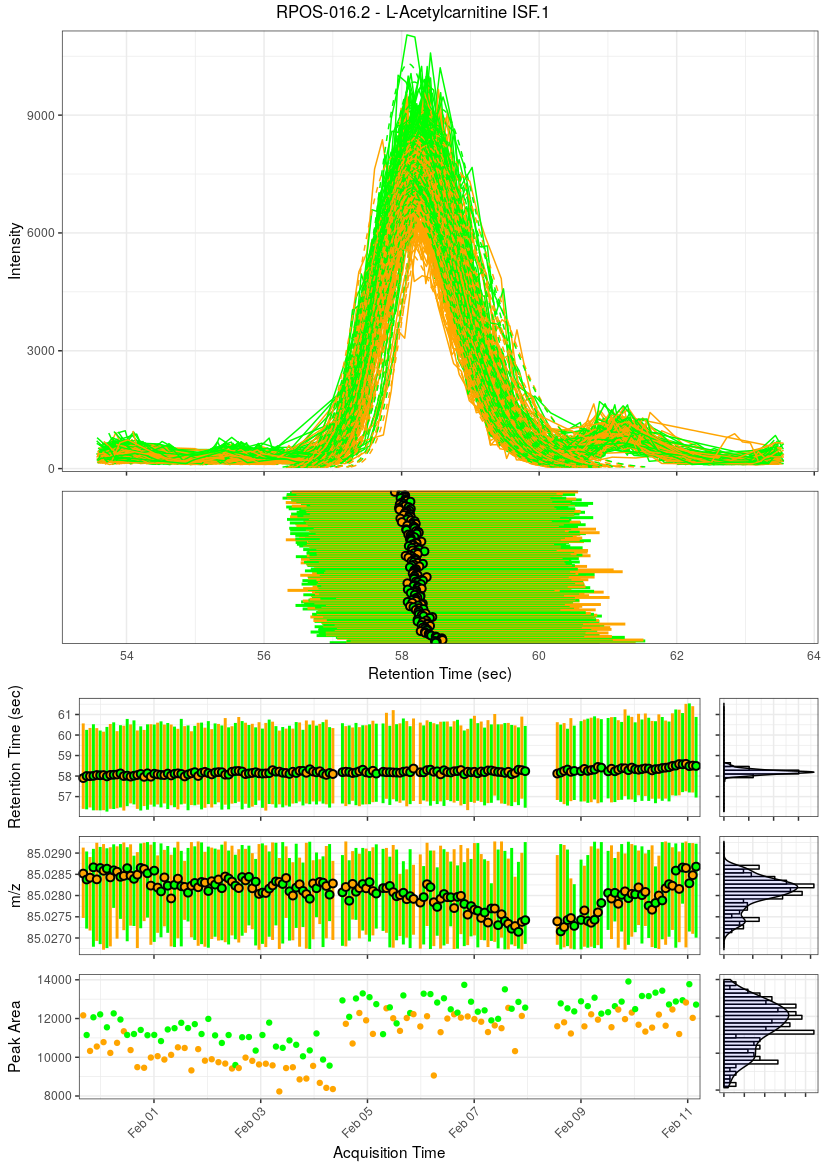 RPOS-016.2 - L-Acetylcarnitine ISF.1
Intensity
9000
6000
3000
0
54 56 58 60 62 64
Retention Time (sec)
Retention Time (sec)
61
60
59
58
57
m/z
85.0290
85.0285
85.0280
85.0275
85.0270
Peak Area
14000
12000
10000
8000
Feb 01 Feb 03 Feb 05 Feb 07 Feb 09 Feb 11
Acquisition Time